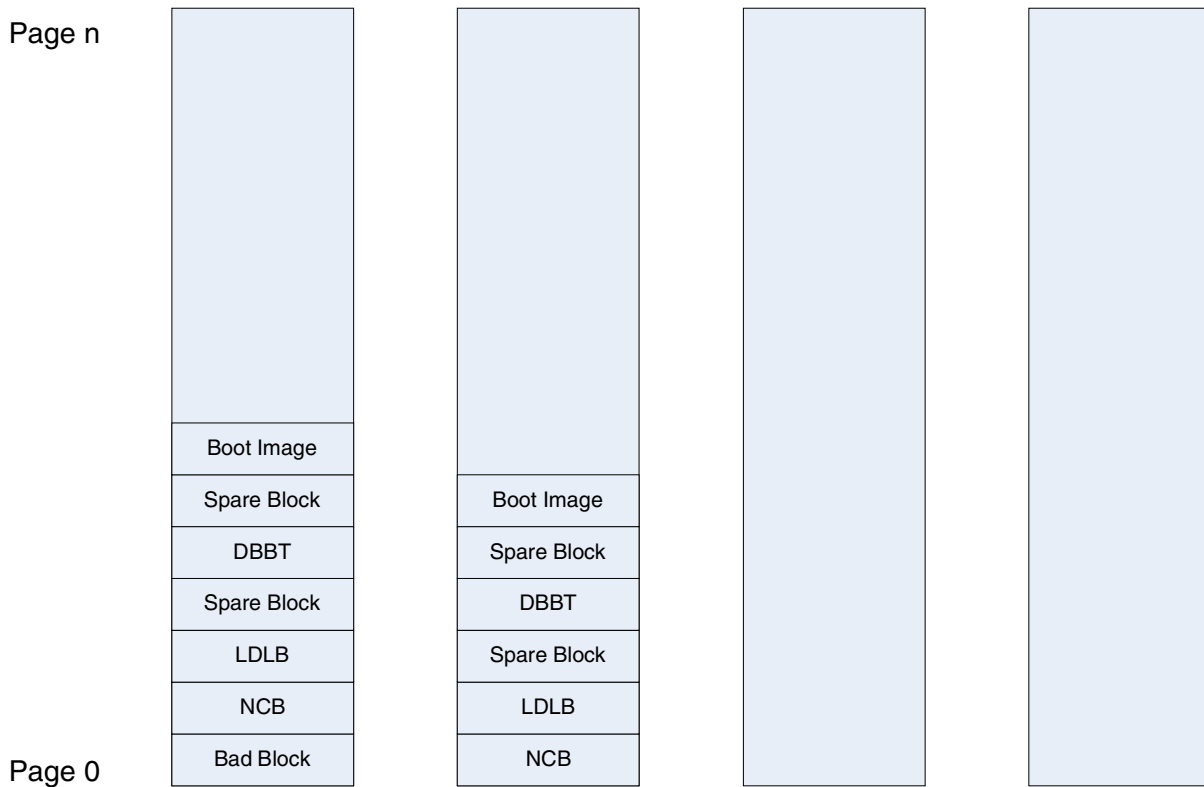 Page n
Boot Image
Spare Block
DBBT
Spare Block
LDLB
NCB
Bad Block
Boot Image
Spare Block
DBBT
Spare Block
LDLB
NCB
Page 0